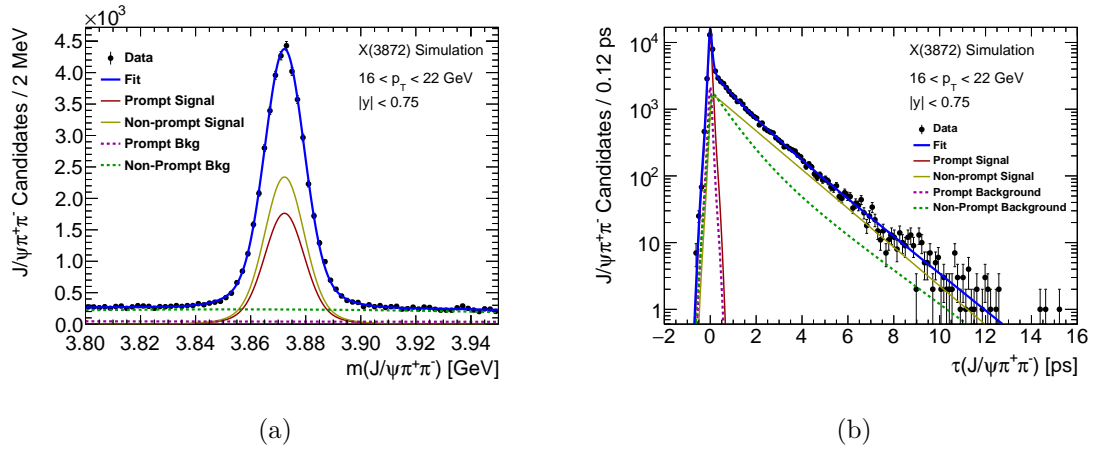 ×10³
J/ψπ⁺π⁻ Candidates / 2 MeV
4.5
4.0
3.5
3.0
2.5
2.0
1.5
1.0
0.5
0.0
Data
Fit
Prompt Signal
Non-prompt Signal
Prompt Bkg
Non-Prompt Bkg
X(3872) Simulation
16 < p_T < 22 GeV
|y| < 0.75
3.80 3.82 3.84 3.86 3.88 3.90 3.92 3.94
m(J/ψπ⁺π⁻) [GeV]
(a)
J/ψπ⁺π⁻ Candidates / 0.12 ps
10⁴
10³
10²
10
1
X(3872) Simulation
16 < p_T < 22 GeV
|y| < 0.75
Data
Fit
Prompt Signal
Non-prompt Signal
Prompt Background
Non-Prompt Background
−2 0 2 4 6 8 10 12 14 16
τ(J/ψπ⁺π⁻) [ps]
(b)